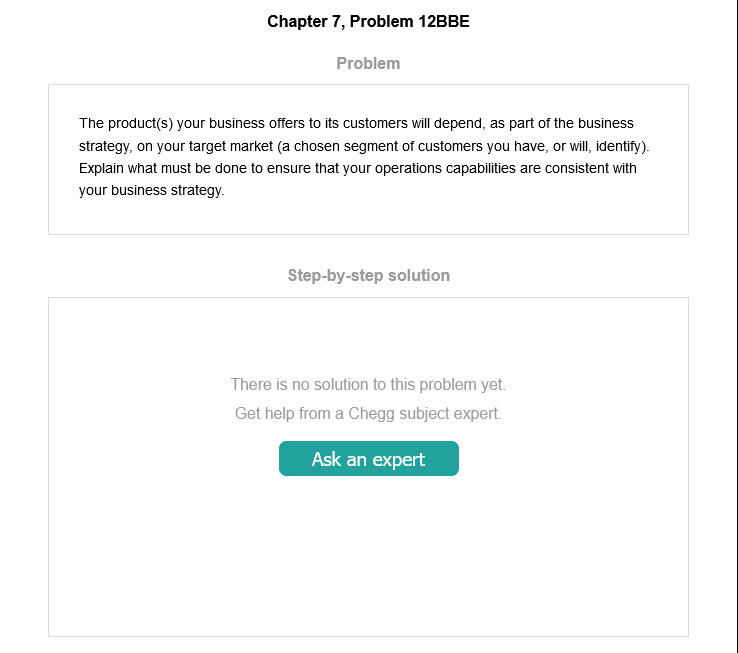 Chapter 7, Problem 12BBE
Problem
The product(s) your business offers to its customers will depend, as part of the business
strategy, on your target market (a chosen segment of customers you have, or will, identify).
Explain what must be done to ensure that your operations capabilities are consistent with
your business strategy.
Step-by-step solution
There is no solution to this problem yet.
Get help from a Chegg subject expert.
Ask an expert